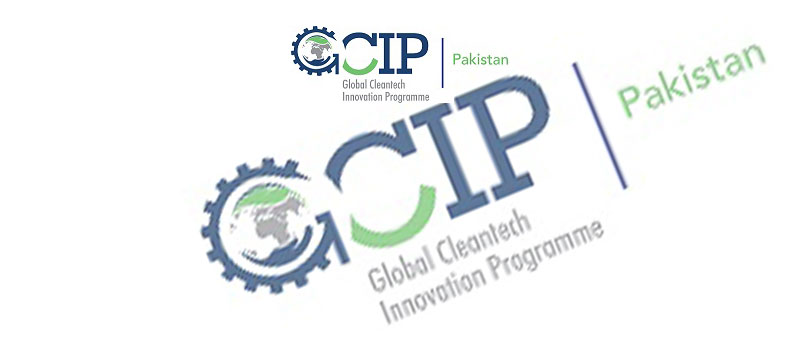 GCIP
Pakistan
Global Cleantech
Innovation Programme
GCIP
Pakistan
Global Cleantech
Innovation Programme